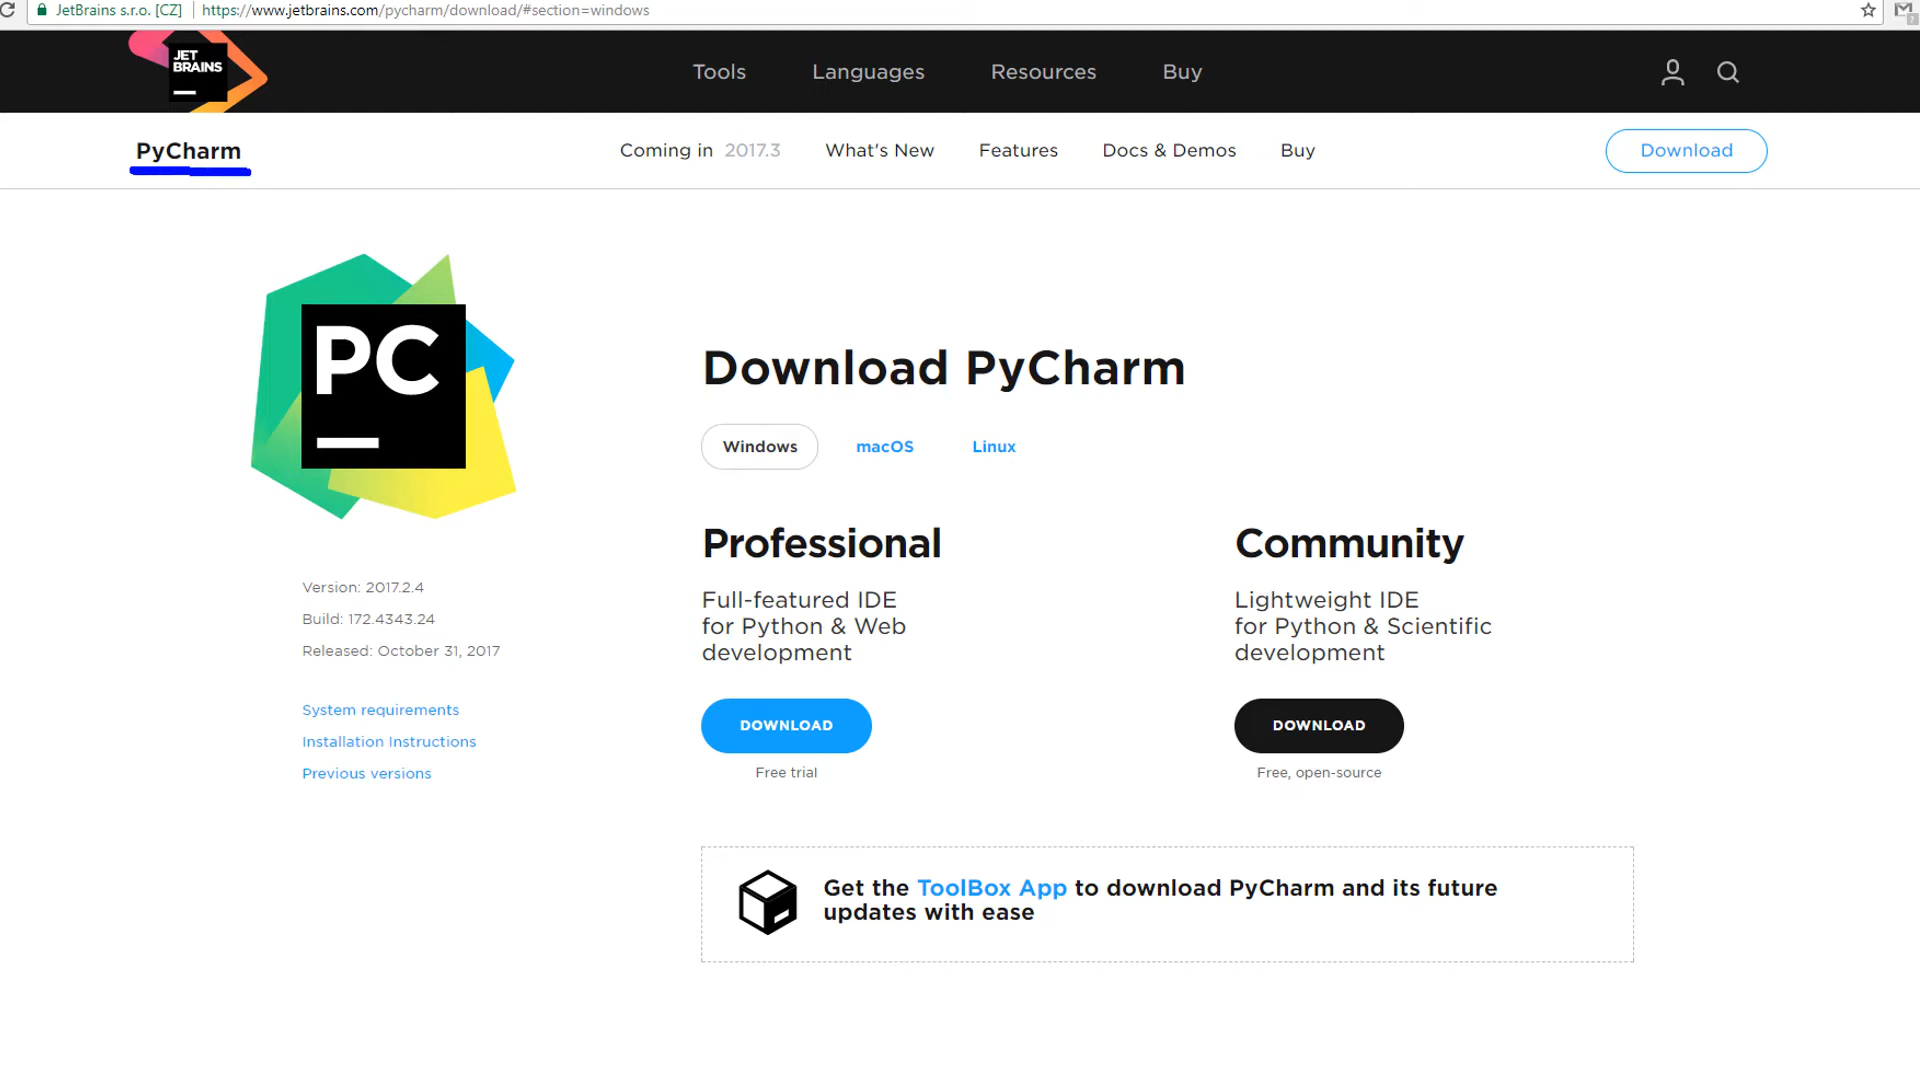 JetBrains s.r.o. [CZ] https://www.jetbrains.com/pycharm/download/#section=windows
JET
BRAINS
Tools Languages Resources Buy
PyCharm Coming in 2017.3 What's New Features Docs & Demos Buy Download
PC
Download PyCharm
Windows macOS Linux
Professional
Full-featured IDE
for Python & Web
development
DOWNLOAD
Free trial
Community
Lightweight IDE
for Python & Scientific
development
DOWNLOAD
Free, open-source
Version: 2017.2.4
Build: 172.4343.24
Released: October 31, 2017
System requirements
Installation Instructions
Previous versions
Get the ToolBox App to download PyCharm and its future
updates with ease